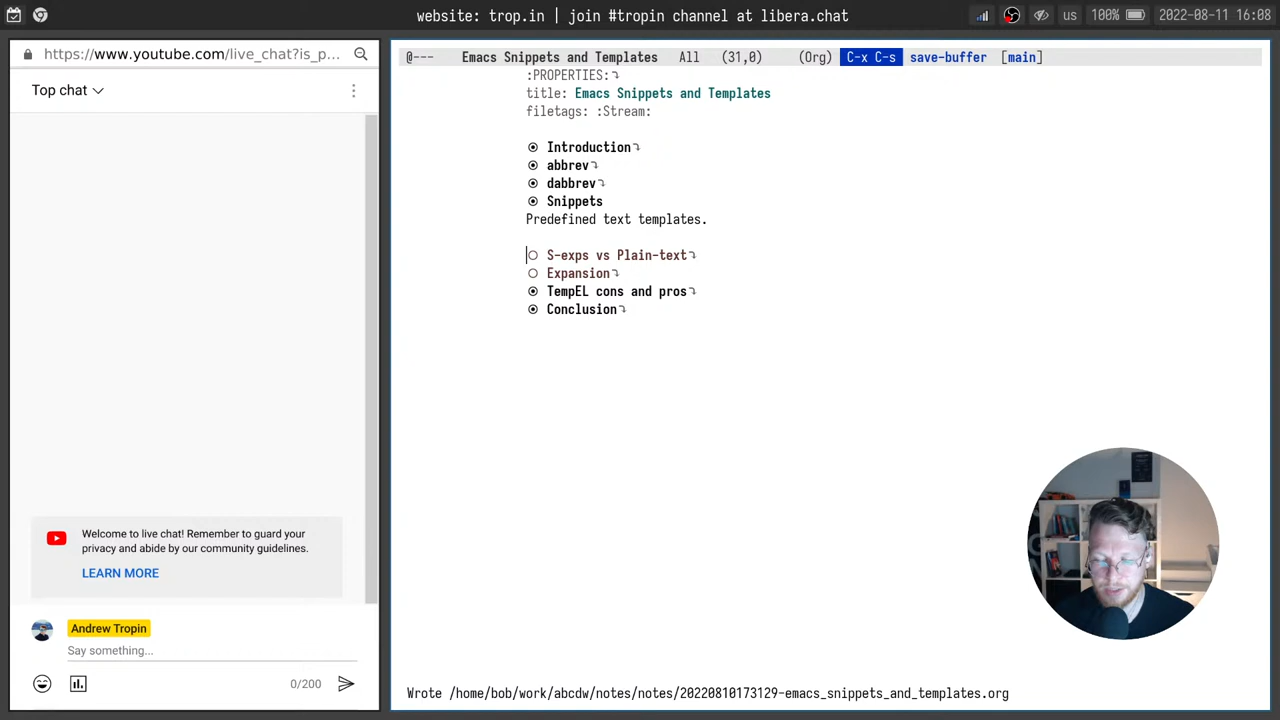 website: trop.in | join #tropin channel at libera.chat
us 100% 2022-08-11 16:08
https://www.youtube.com/live_chat?is_p...
Top chat
Welcome to live chat! Remember to guard your
privacy and abide by our community guidelines.
LEARN MORE
Andrew Tropin
Say something...
0/200
@--- Emacs Snippets and Templates All (31,0) (Org) C-x C-s save-buffer [main]
:PROPERTIES:
title: Emacs Snippets and Templates
filetags: :Stream:
Introduction
abbrev
dabbrev
Snippets
Predefined text templates.
S-exps vs Plain-text
Expansion
TempEL cons and pros
Conclusion
Wrote /home/bob/work/abcdw/notes/notes/20220810173129-emacs_snippets_and_templates.org